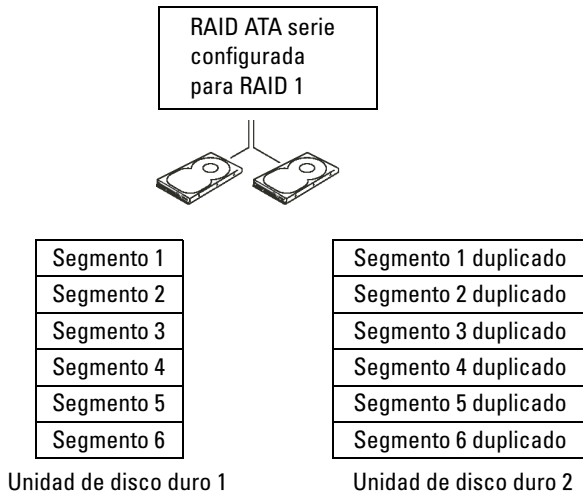 RAID ATA serie
configurada
para RAID 1
Segmento 1
Segmento 2
Segmento 3
Segmento 4
Segmento 5
Segmento 6
Unidad de disco duro 1
Segmento 1 duplicado
Segmento 2 duplicado
Segmento 3 duplicado
Segmento 4 duplicado
Segmento 5 duplicado
Segmento 6 duplicado
Unidad de disco duro 2